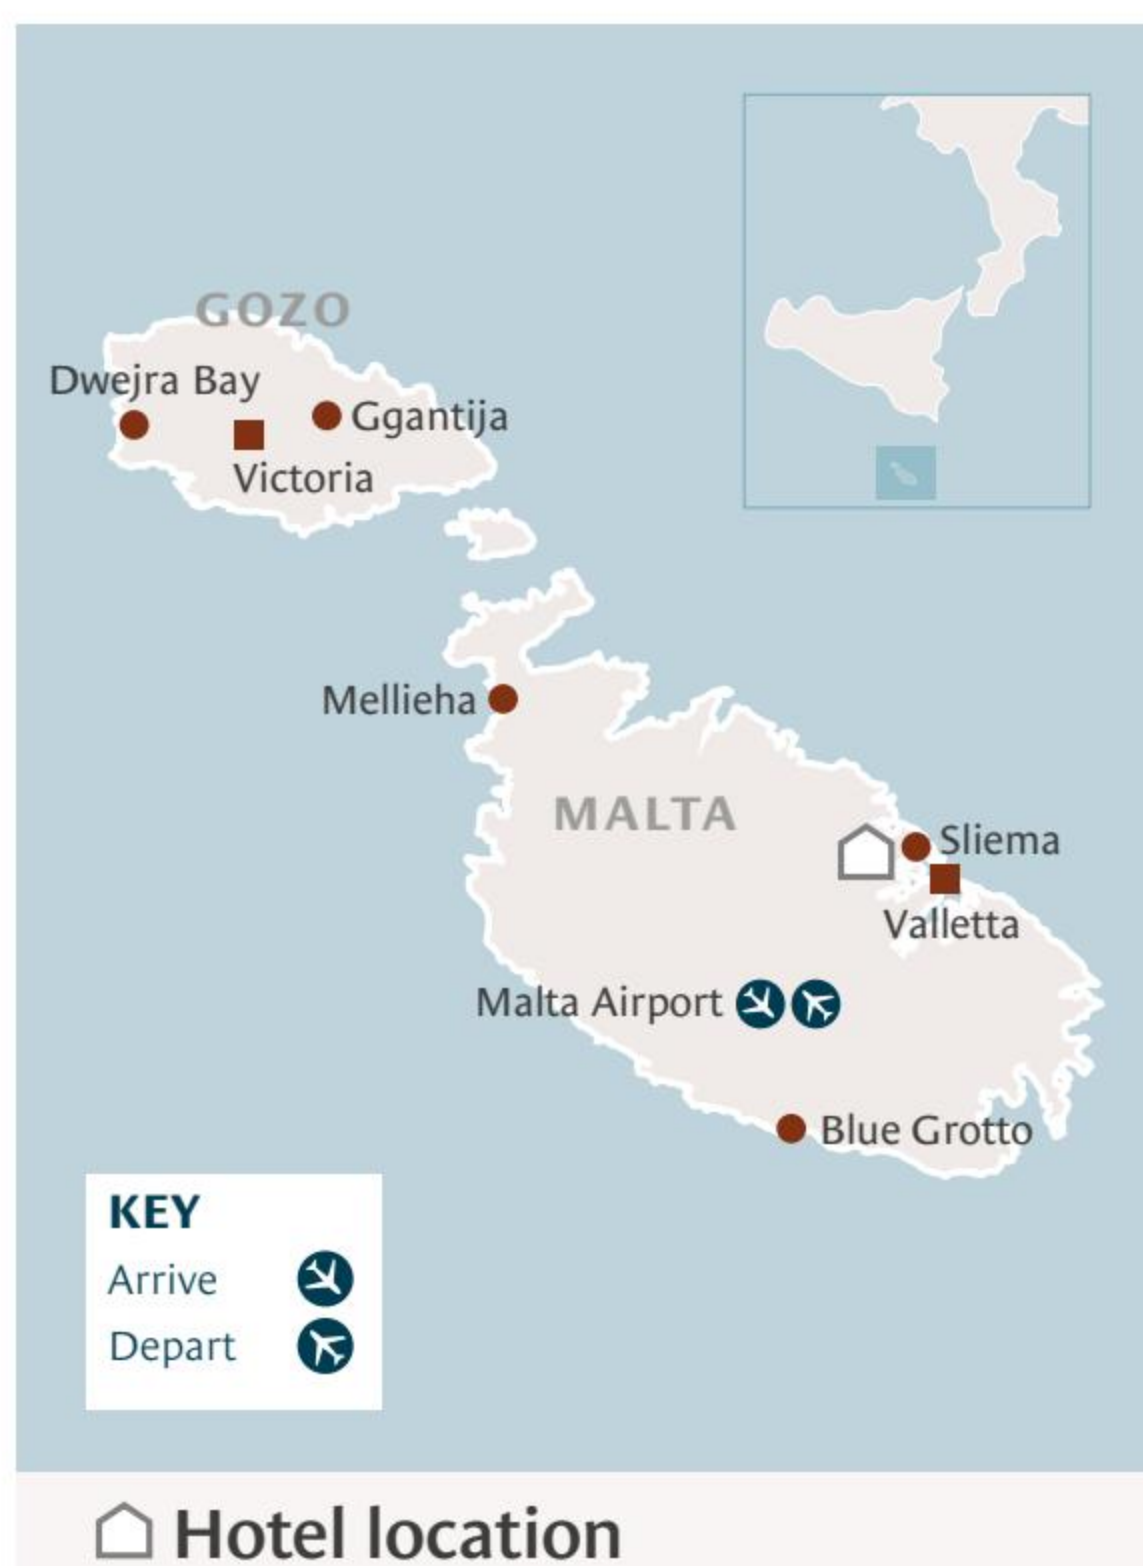 GOZO
Dwejra Bay
Ggantija
Victoria
Mellieha
MALTA
Sliema
Valletta
Malta Airport
Blue Grotto
KEY
Arrive
Depart
Hotel location